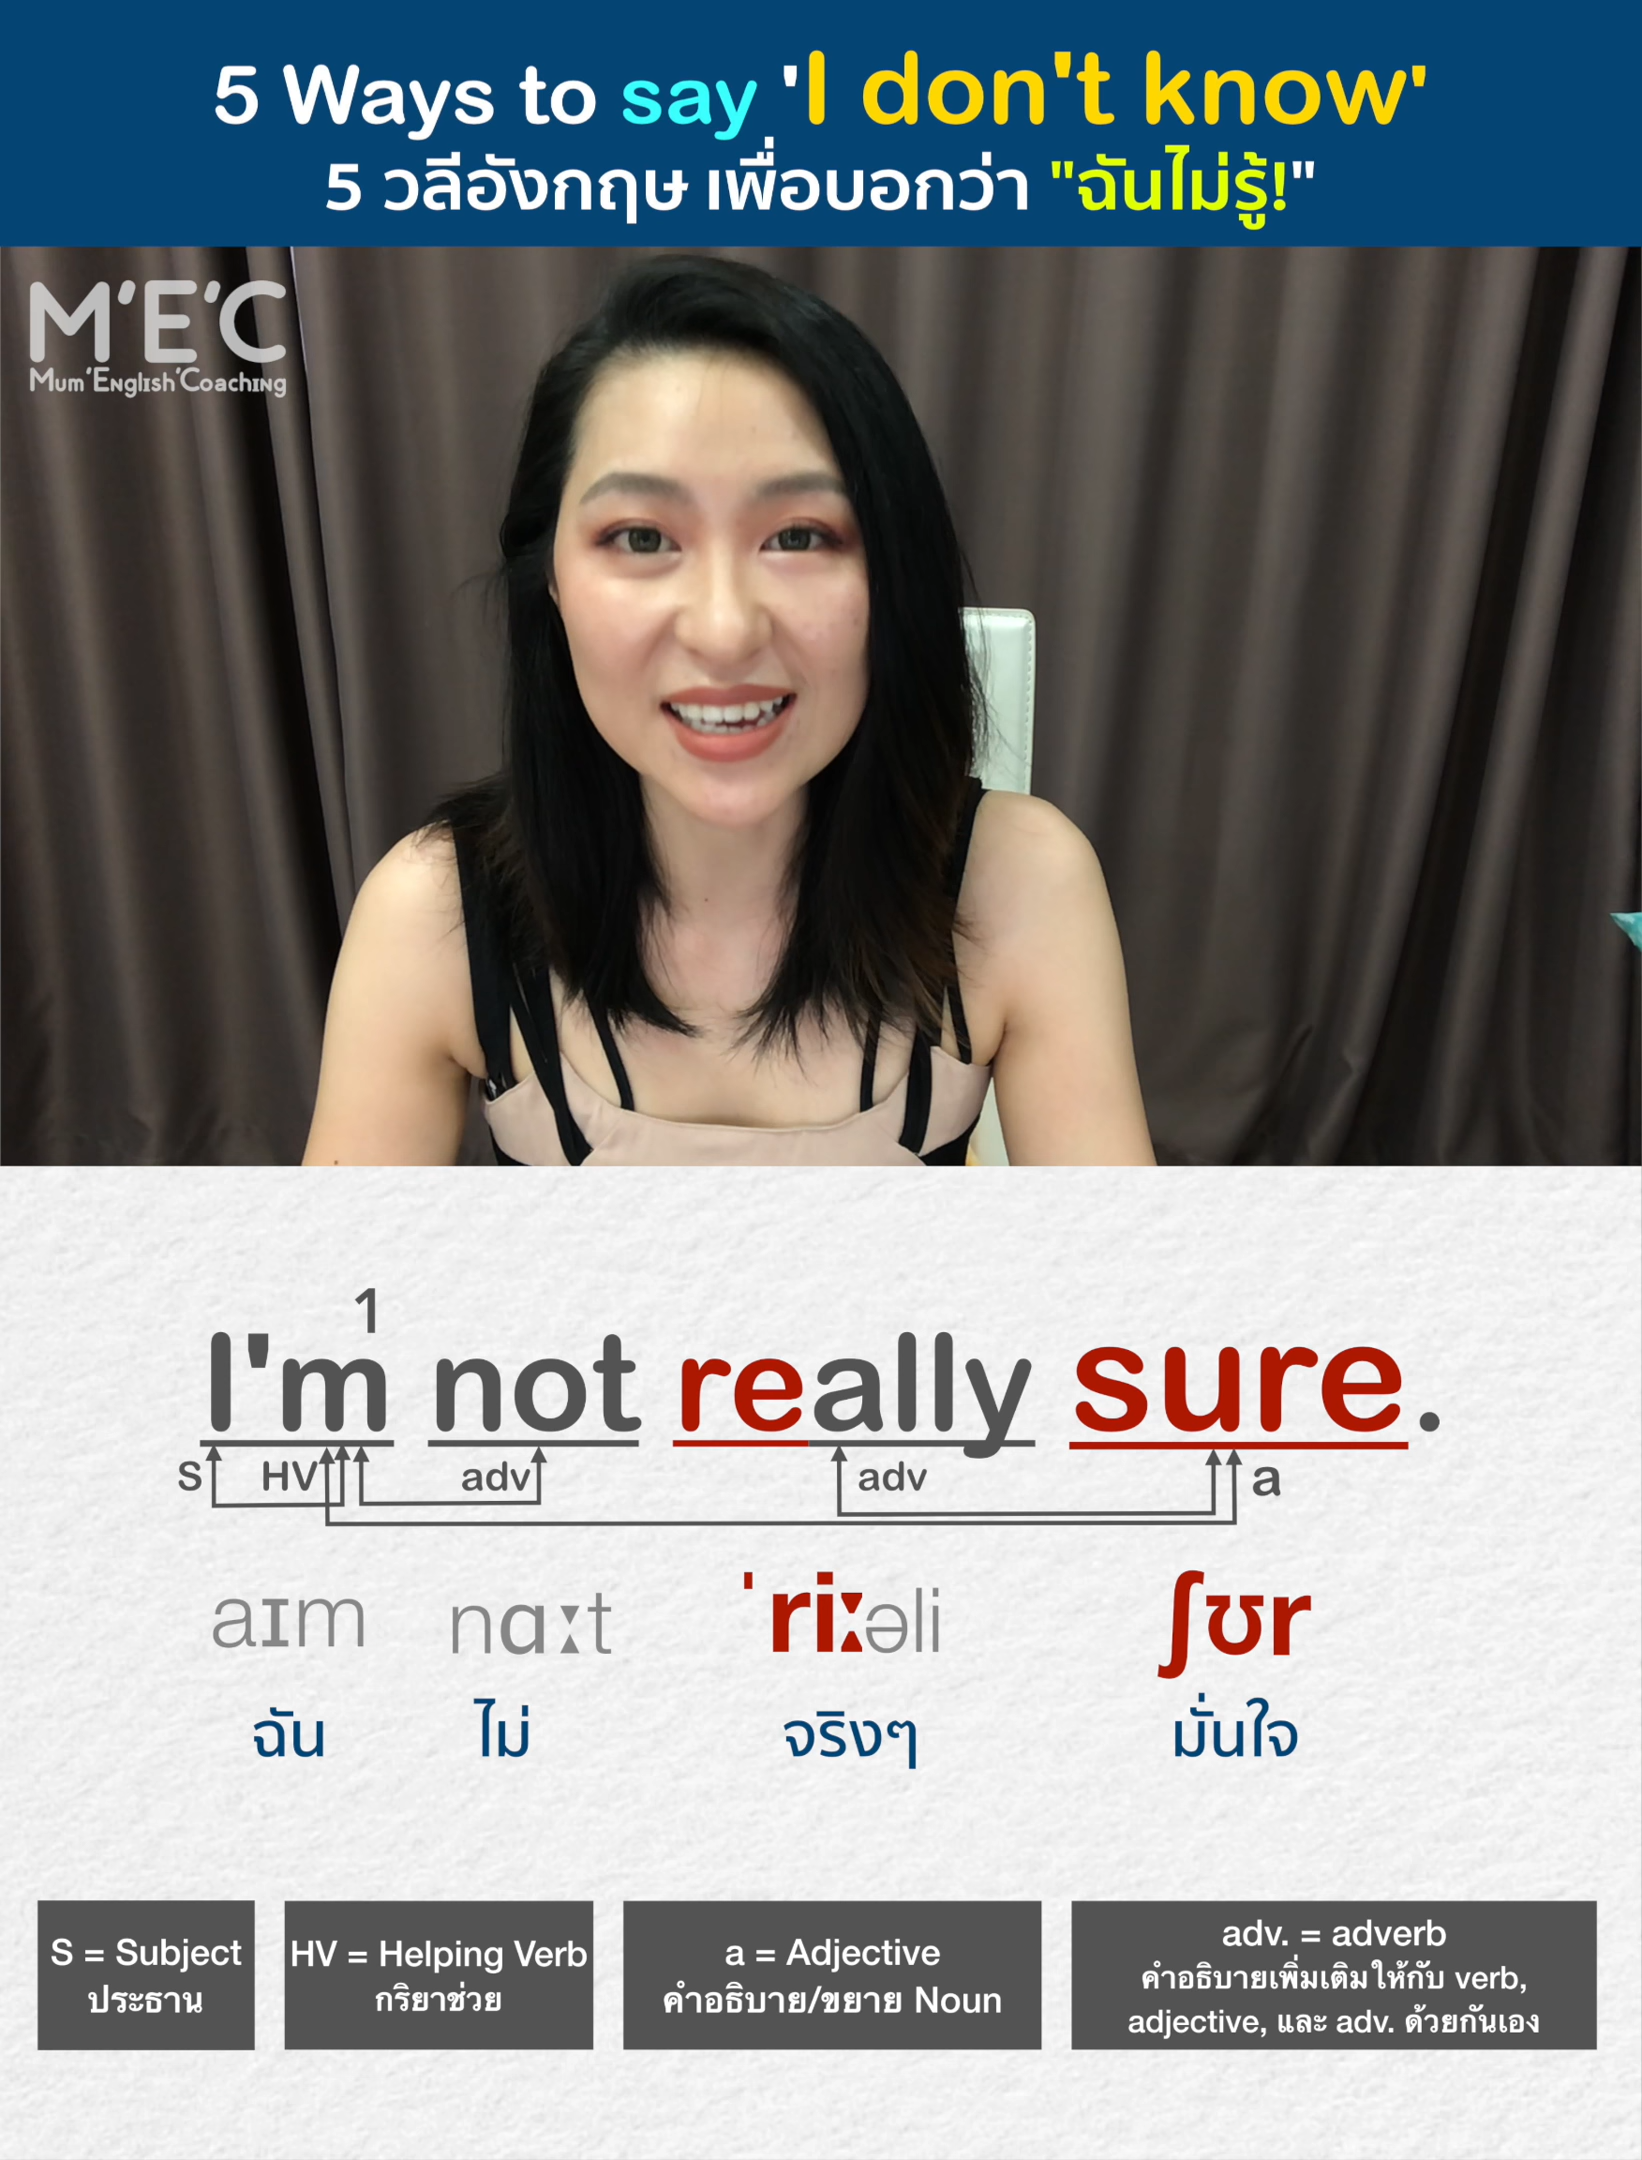 5 Ways to say 'I don't know'
5 วลีอังกฤษ เพื่อบอกว่า "ฉันไม่รู้!"
M'E'C
Mum'English'Coaching
1
I'm not really sure.
S HV adv adv a
aɪm nɑːt ˈriːəli ʃʊr
ฉัน ไม่ จริงๆ มั่นใจ
S = Subject
ประธาน
HV = Helping Verb
กริยาช่วย
a = Adjective
คำอธิบาย/ขยาย Noun
adv. = adverb
คำอธิบายเพิ่มเติมให้กับ verb,
adjective, และ adv. ด้วยกันเอง